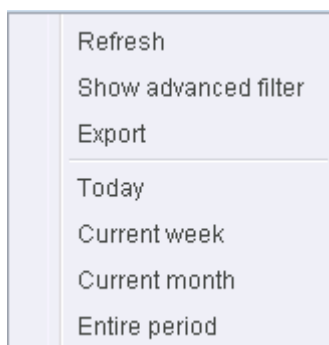 Refresh
Show advanced filter
Export
Today
Current week
Current month
Entire period